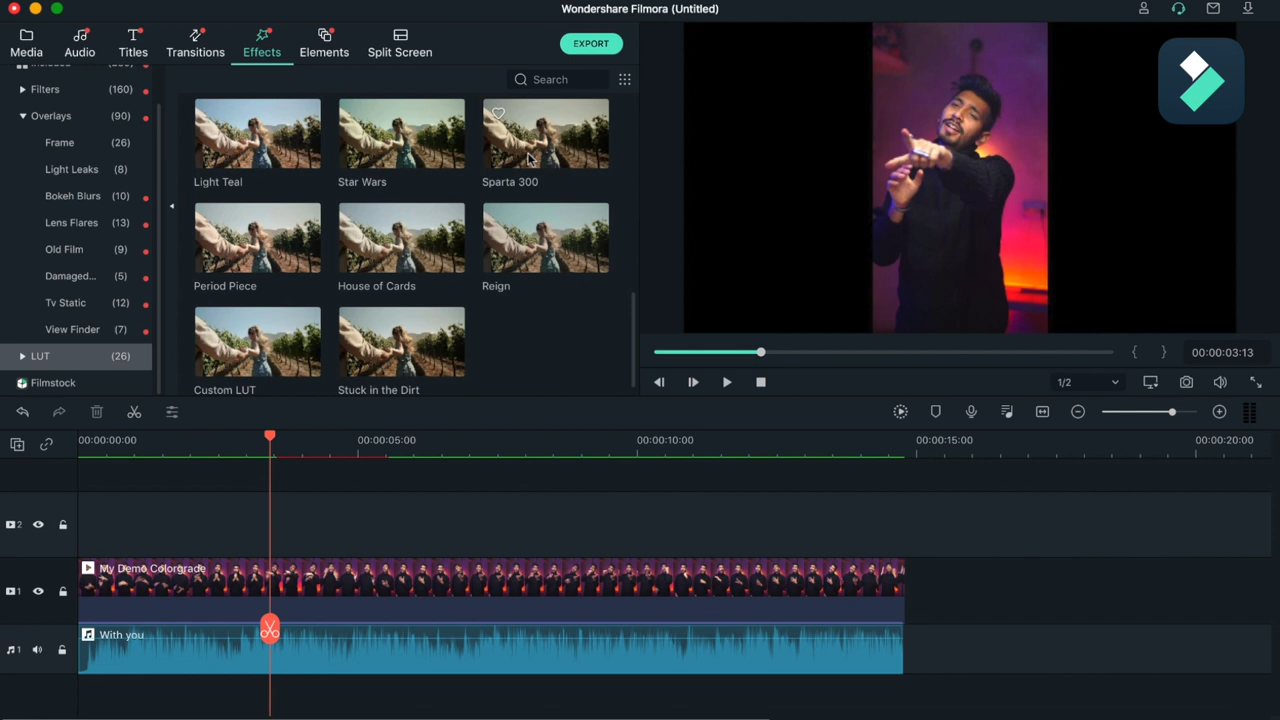 Wondershare Filmora (Untitled)
Media
Audio
Titles
Transitions
Effects
Elements
Split Screen
EXPORT
Search
Filters (160)
Overlays (90)
Frame (26)
Light Leaks (8)
Bokeh Blurs (10)
Lens Flares (13)
Old Film (9)
Damaged... (5)
Tv Static (12)
View Finder (7)
LUT (26)
Filmstock
Light Teal
Star Wars
Sparta 300
Period Piece
House of Cards
Reign
Custom LUT
Stuck in the Dirt
{ } 00:00:03:13
1/2
00:00:00:00
00:00:05:00
00:00:10:00
00:00:15:00
00:00:20:00
2
1
My Demo Colorgrade
1
With you